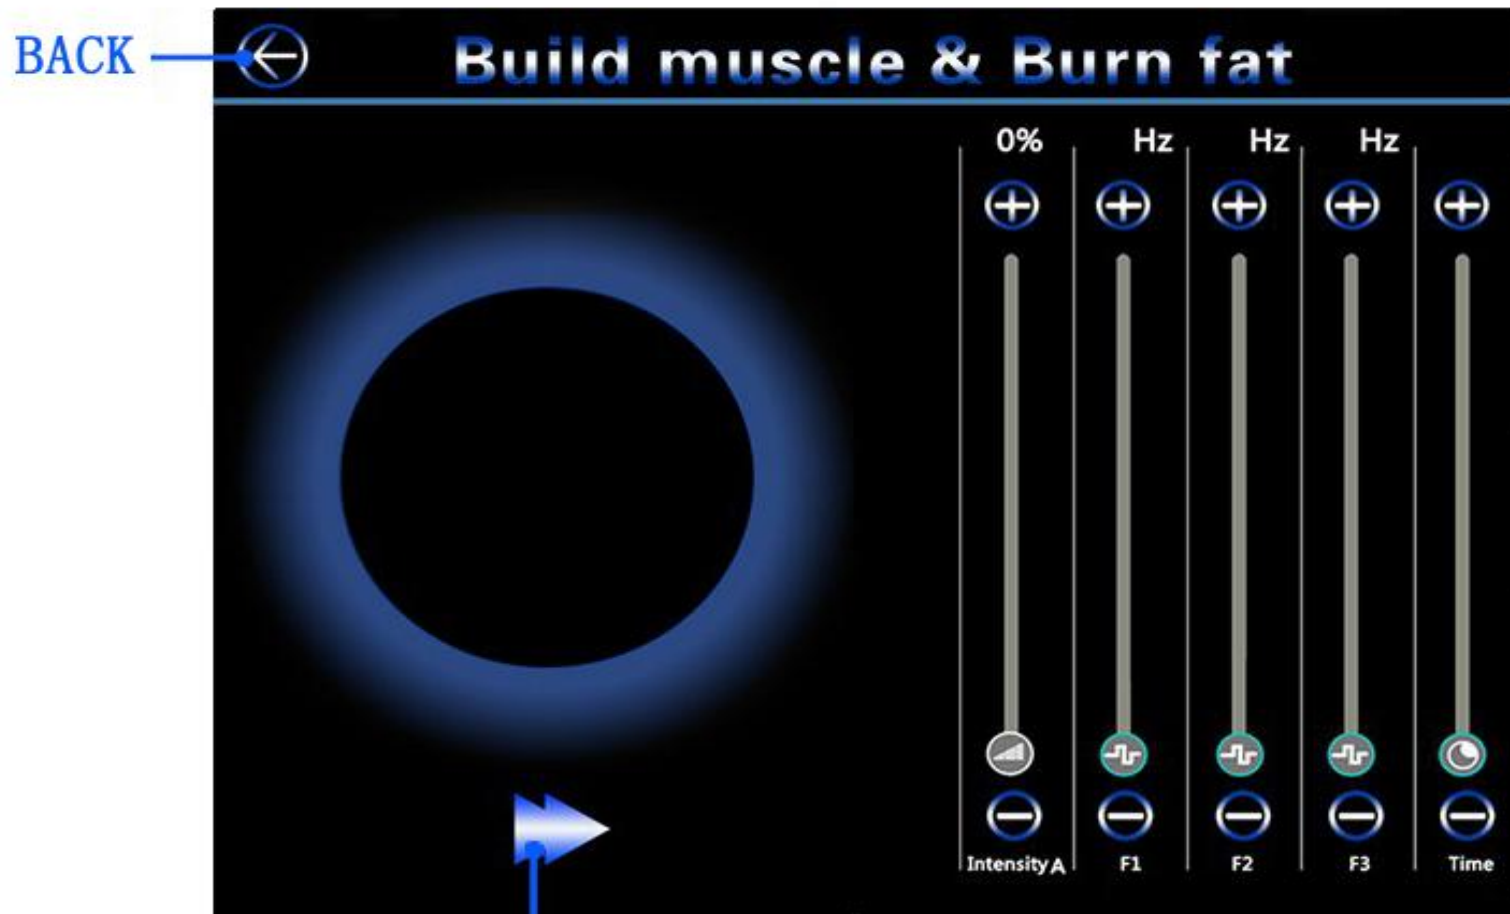 BACK
Build muscle & Burn fat
0% Hz Hz Hz
Intensity A F1 F2 F3 Time